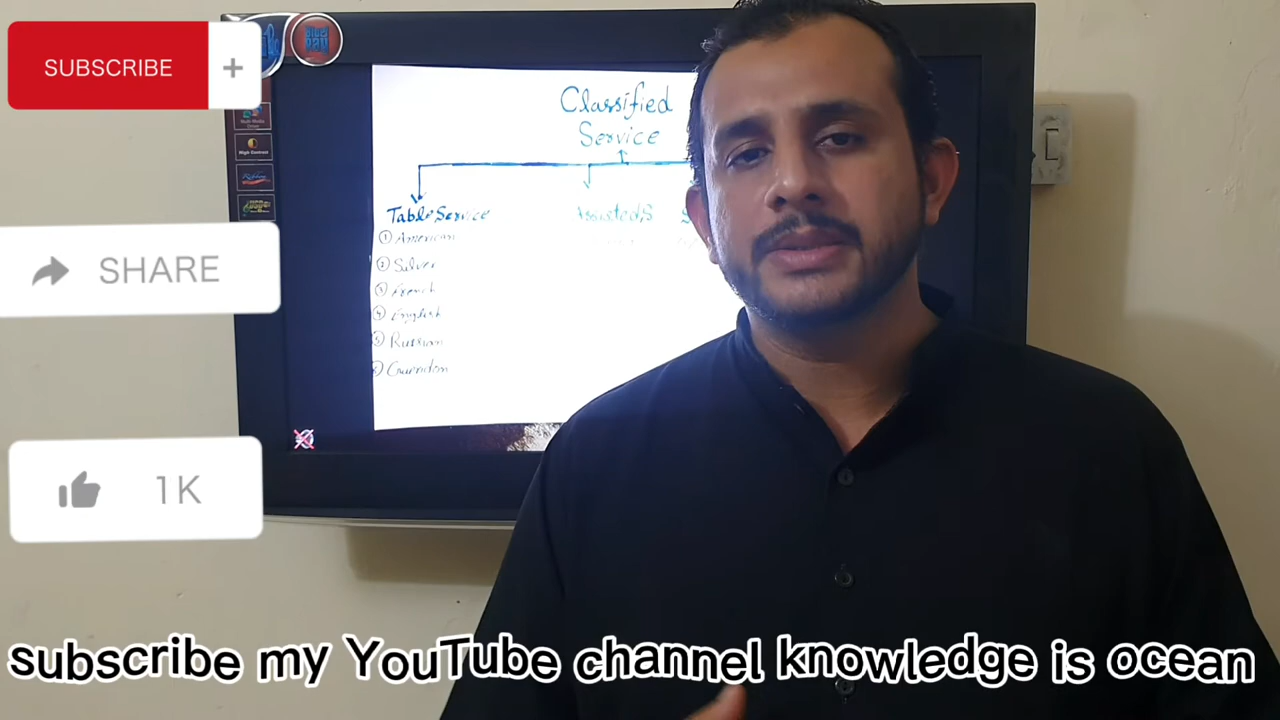 SUBSCRIBE +
SHARE
1K
Classified
Service
Table Service
Assisted S
① American
② Silver
③ French
④ English
⑤ Russian
subscribe my YouTube channel knowledge is ocean